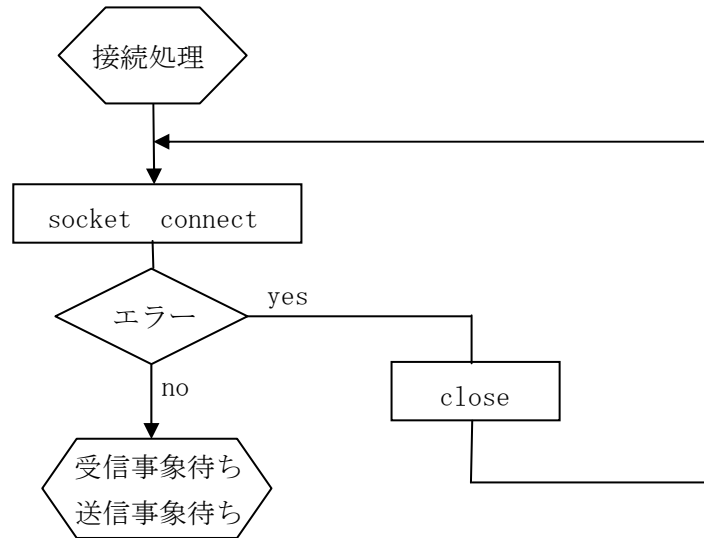 接続処理
socket connect
エラー
yes
no
close
受信事象待ち
送信事象待ち